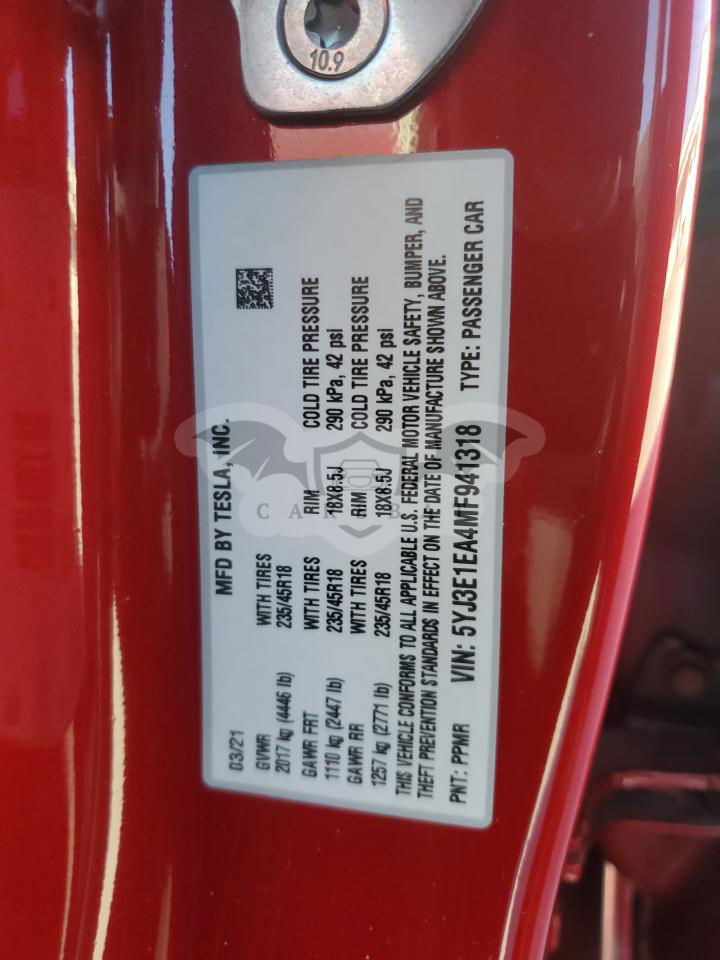 10.9
MFD BY TESLA, INC.
03/21
GVWR WITH TIRES RIM COLD TIRE PRESSURE
2017 kg (4446 lb) 235/45R18 18X8.5J 290 kPa, 42 psi
GAWR FRT WITH TIRES RIM COLD TIRE PRESSURE
1110 kg (2447 lb) 235/45R18 18X8.5J 290 kPa, 42 psi
GAWR RR
1257 kg (2771 lb)
THIS VEHICLE CONFORMS TO ALL APPLICABLE U.S. FEDERAL MOTOR VEHICLE SAFETY, BUMPER, AND
THEFT PREVENTION STANDARDS IN EFFECT ON THE DATE OF MANUFACTURE SHOWN ABOVE.
PNT: PPMR VIN: 5YJ3E1EA4MF941318 TYPE: PASSENGER CAR